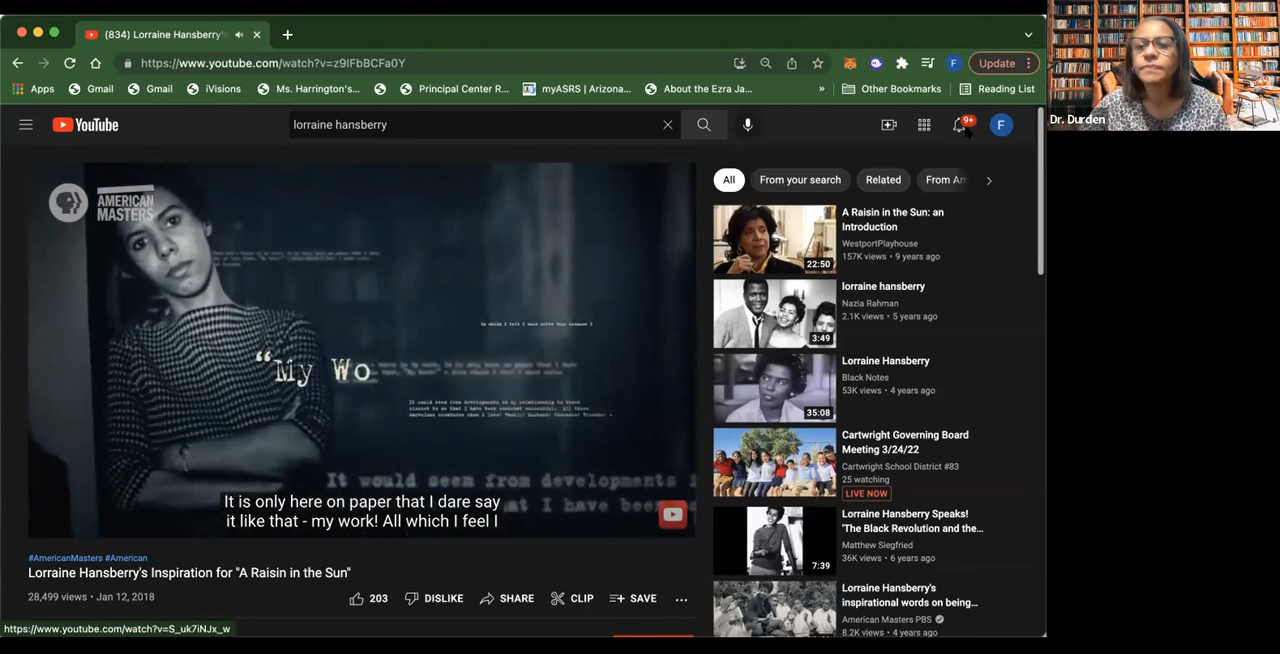 (834) Lorraine Hansberry's
https://www.youtube.com/watch?v=z9IFbBCFa0Y
Update
Apps
Gmail
Gmail
iVisions
Ms. Harrington's...
Principal Center R...
myASRS | Arizona...
About the Ezra Ja...
»
Other Bookmarks
Reading List
Dr. Durden
YouTube
lorraine hansberry
9+
F
AMERICAN
MASTERS
"My Wo
It would seem from developments i
at I have bee
It is only here on paper that I dare say
it like that - my work! All which I feel I
#AmericanMasters #American
Lorraine Hansberry's Inspiration for "A Raisin in the Sun"
28,499 views • Jan 12, 2018
203
DISLIKE
SHARE
CLIP
SAVE
...
https://www.youtube.com/watch?v=S_uk7iNJx_w
All
From your search
Related
From Am
A Raisin in the Sun: an
Introduction
WestportPlayhouse
157K views • 9 years ago
22:50
lorraine hansberry
Nazia Rahman
2.1K views • 5 years ago
3:49
Lorraine Hansberry
Black Notes
53K views • 4 years ago
35:08
Cartwright Governing Board
Meeting 3/24/22
Cartwright School District #83
25 watching
LIVE NOW
Lorraine Hansberry Speaks!
'The Black Revolution and the...
Matthew Siegfried
36K views • 6 years ago
7:39
Lorraine Hansberry's
inspirational words on being...
American Masters PBS
8.2K views • 4 years ago